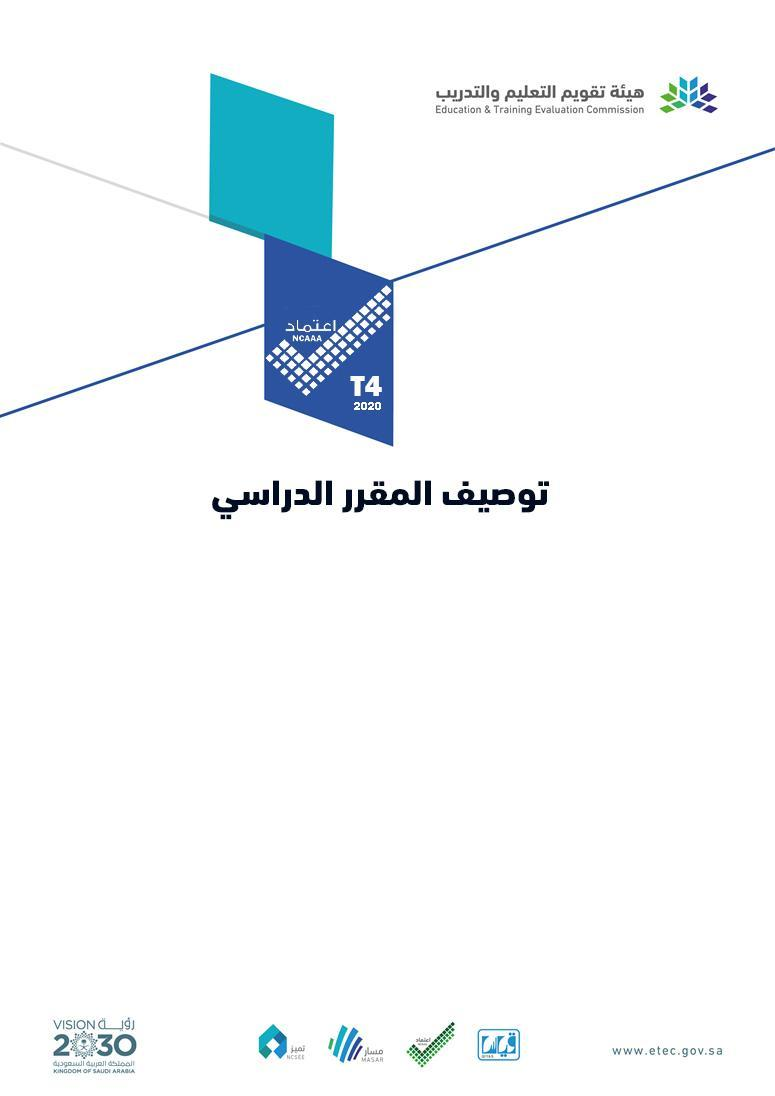 هيئة تقويم التعليم والتدريب
Education & Training Evaluation Commission
اعتماد
NCAAA
T4
2020
توصيف المقرر الدراسي
VISION رؤيــة
2030
المملكة العربية السعودية
KINGDOM OF SAUDI ARABIA
تميز
NCSEE
مسار
MASAR
اعتماد
قياس
QIYAS
www.etec.gov.sa